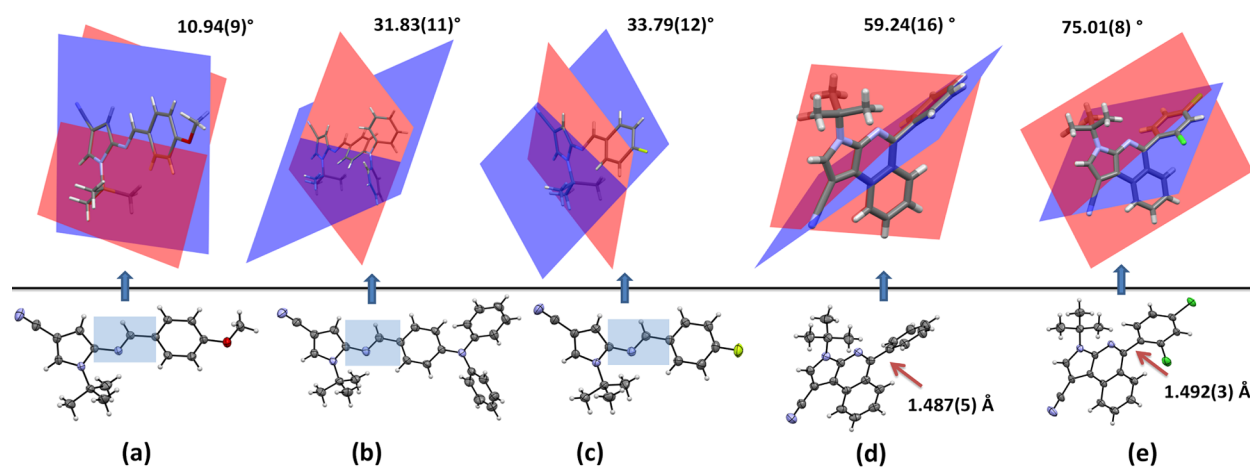 10.94(9)°
31.83(11)°
33.79(12)°
59.24(16) °
75.01(8) °
1.487(5) Å
1.492(3) Å
(a)
(b)
(c)
(d)
(e)